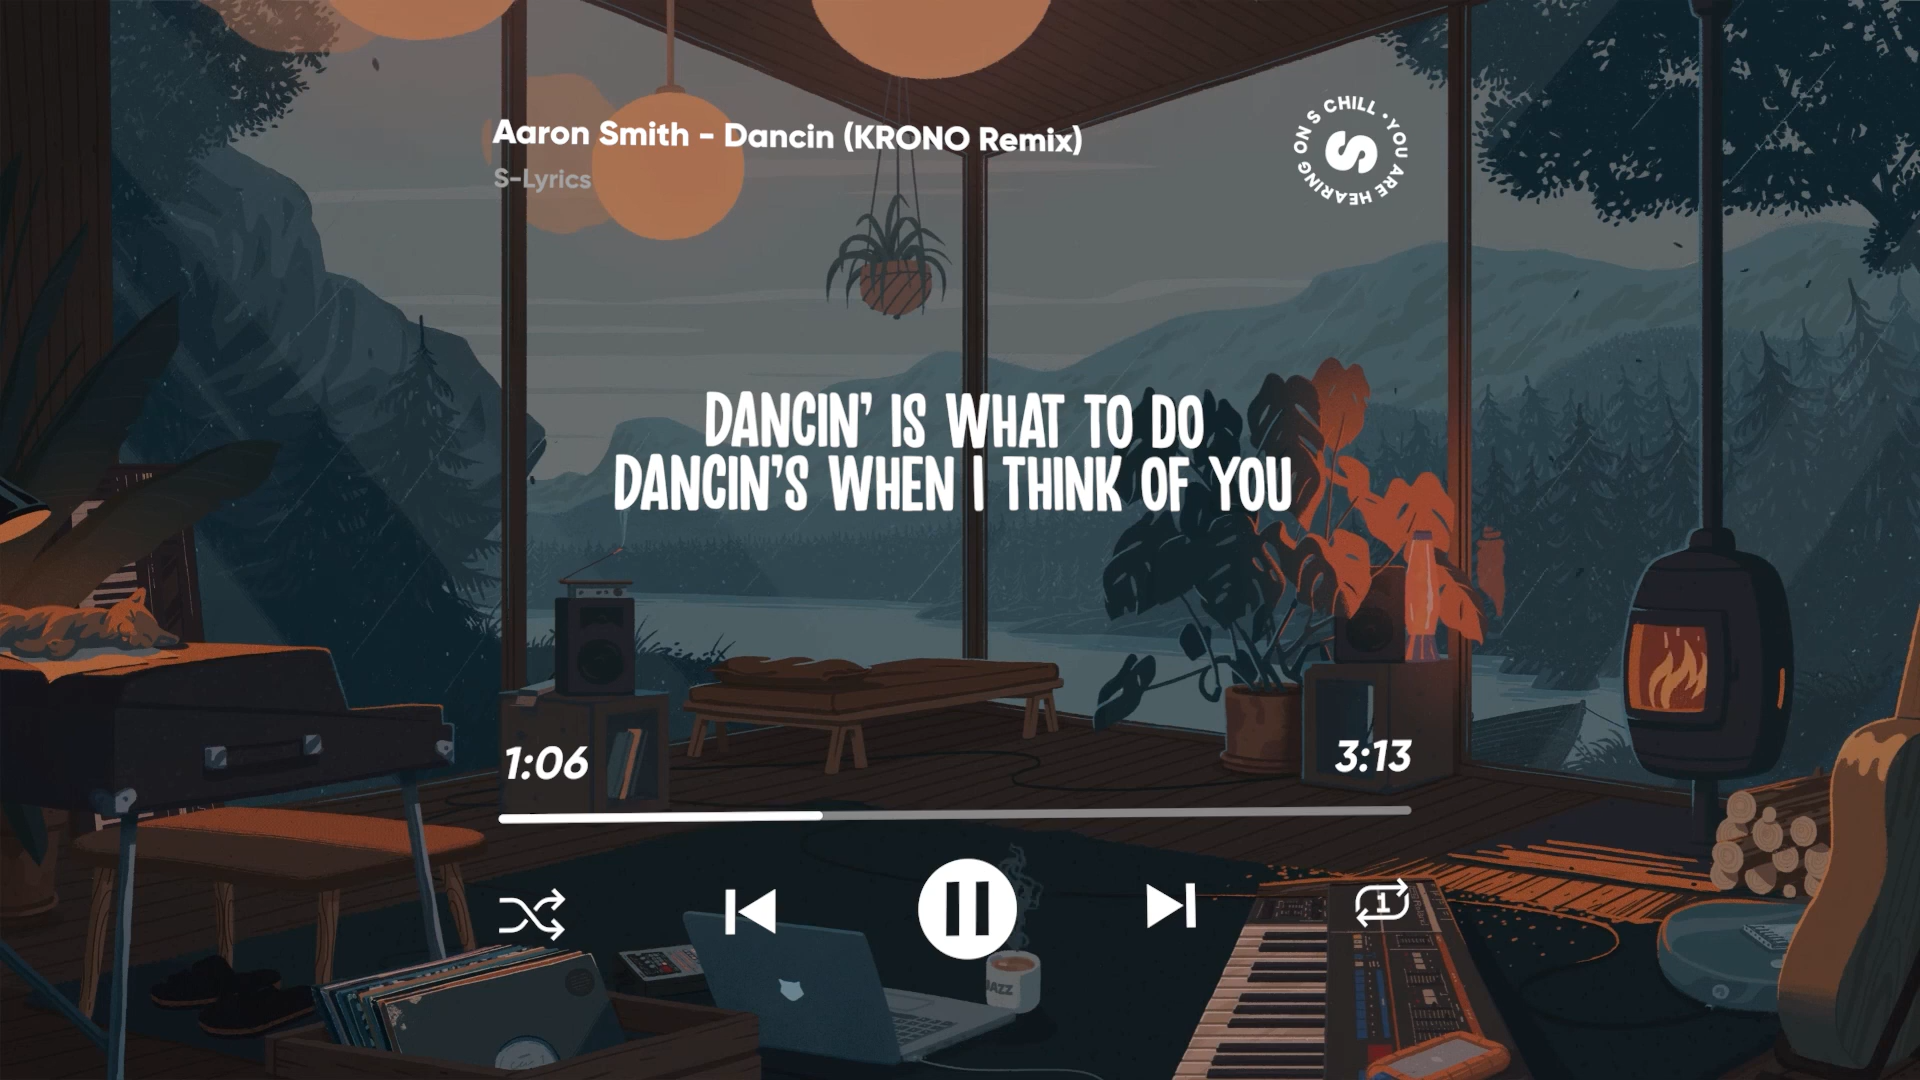 Aaron Smith - Dancin (KRONO Remix)
S-Lyrics
YOU ARE HEARING ON S CHILL •
S
DANCIN' IS WHAT TO DO
DANCIN'S WHEN I THINK OF YOU
1:06
3:13
1
JAZZ